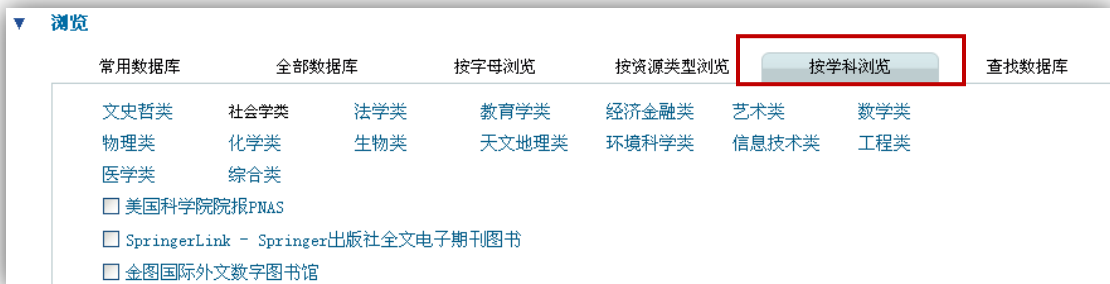 浏览
常用数据库 全部数据库 按字母浏览 按资源类型浏览 按学科浏览 查找数据库
文史哲类 社会学类 法学类 教育学类 经济金融类 艺术类 数学类
物理类 化学类 生物类 天文地理类 环境科学类 信息技术类 工程类
医学类 综合类
美国科学院院报PNAS
SpringerLink - Springer出版社全文电子期刊图书
金图国际外文数字图书馆